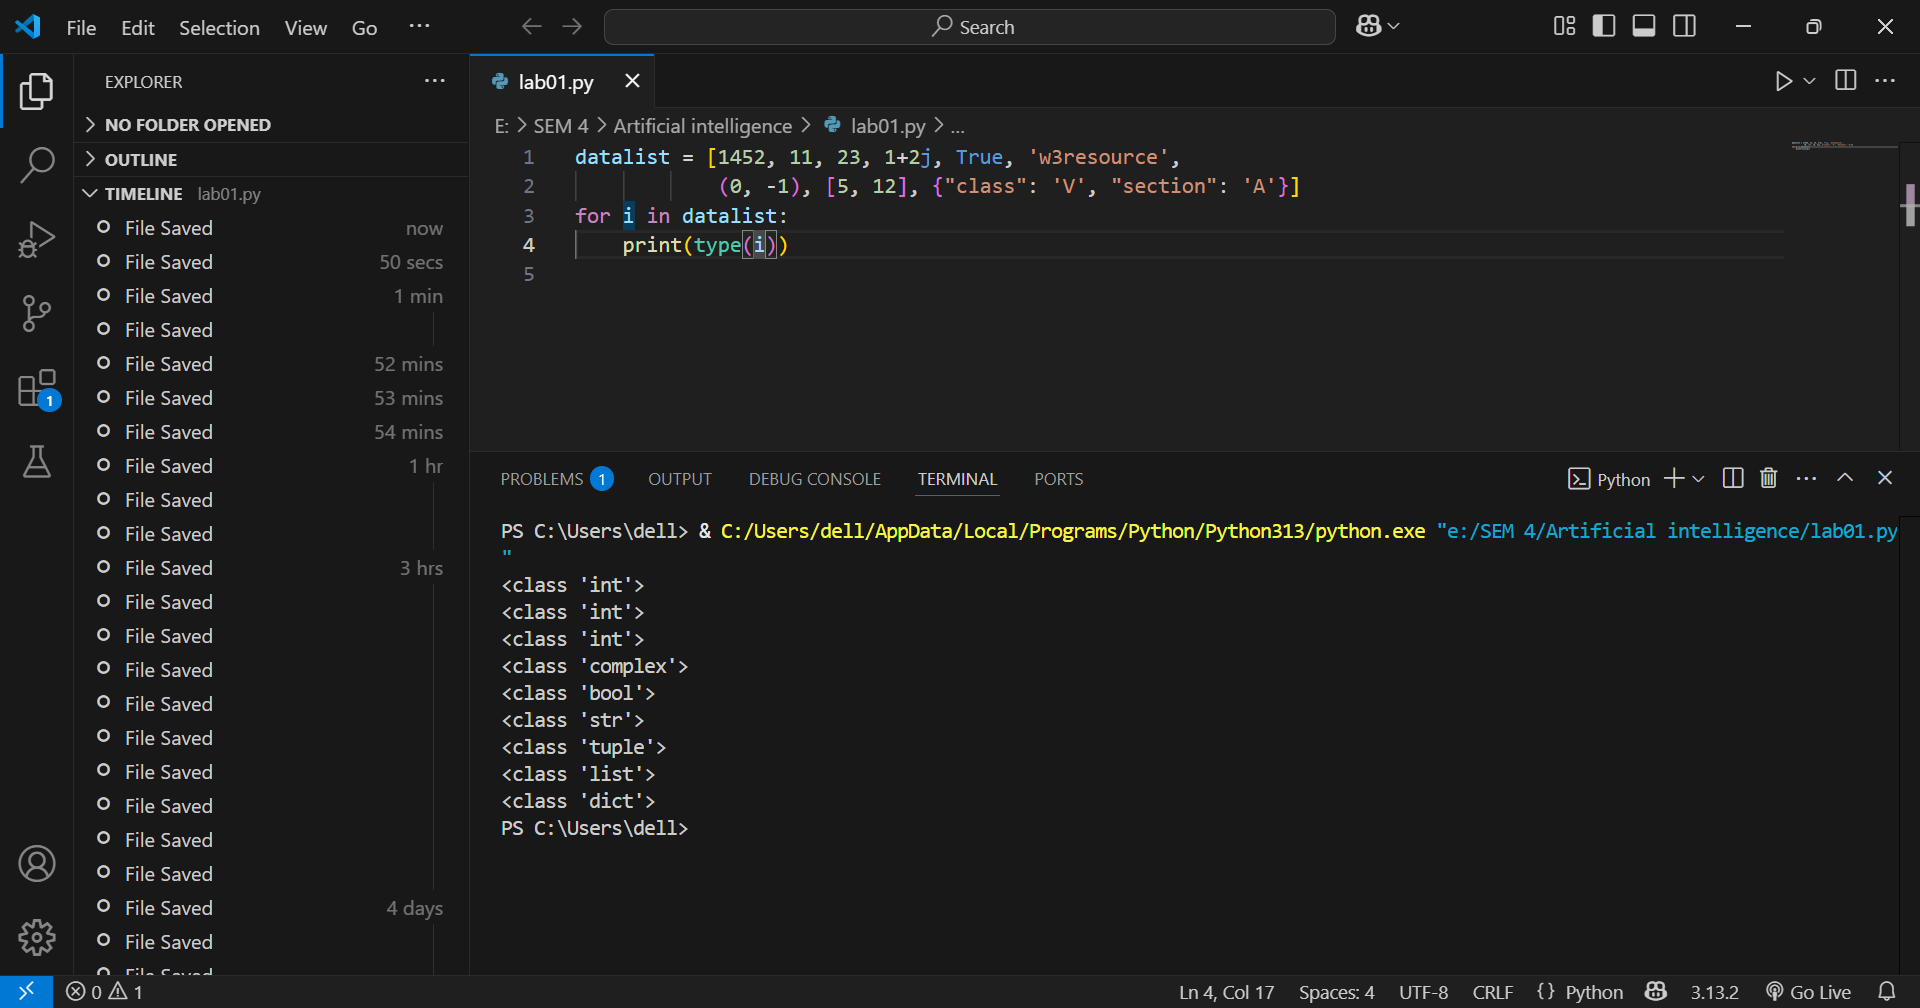 File Edit Selection View Go ··· Search
EXPLORER ···
NO FOLDER OPENED
OUTLINE
TIMELINE lab01.py
File Saved now
File Saved 50 secs
File Saved 1 min
File Saved
File Saved 52 mins
File Saved 53 mins
File Saved 54 mins
File Saved 1 hr
File Saved
File Saved
File Saved 3 hrs
File Saved
File Saved
File Saved
File Saved
File Saved
File Saved
File Saved
File Saved
File Saved
File Saved 4 days
File Saved
File Saved
1
lab01.py
E: > SEM 4 > Artificial intelligence > lab01.py > ...
1 datalist = [1452, 11, 23, 1+2j, True, 'w3resource',
2 (0, -1), [5, 12], {"class": 'V', "section": 'A'}]
3 for i in datalist:
4 print(type(i))
5
PROBLEMS 1 OUTPUT DEBUG CONSOLE TERMINAL PORTS Python
PS C:\Users\dell> & C:/Users/dell/AppData/Local/Programs/Python/Python313/python.exe "e:/SEM 4/Artificial intelligence/lab01.py
"
<class 'int'>
<class 'int'>
<class 'int'>
<class 'complex'>
<class 'bool'>
<class 'str'>
<class 'tuple'>
<class 'list'>
<class 'dict'>
PS C:\Users\dell>
0 1 Ln 4, Col 17 Spaces: 4 UTF-8 CRLF {} Python 3.13.2 Go Live